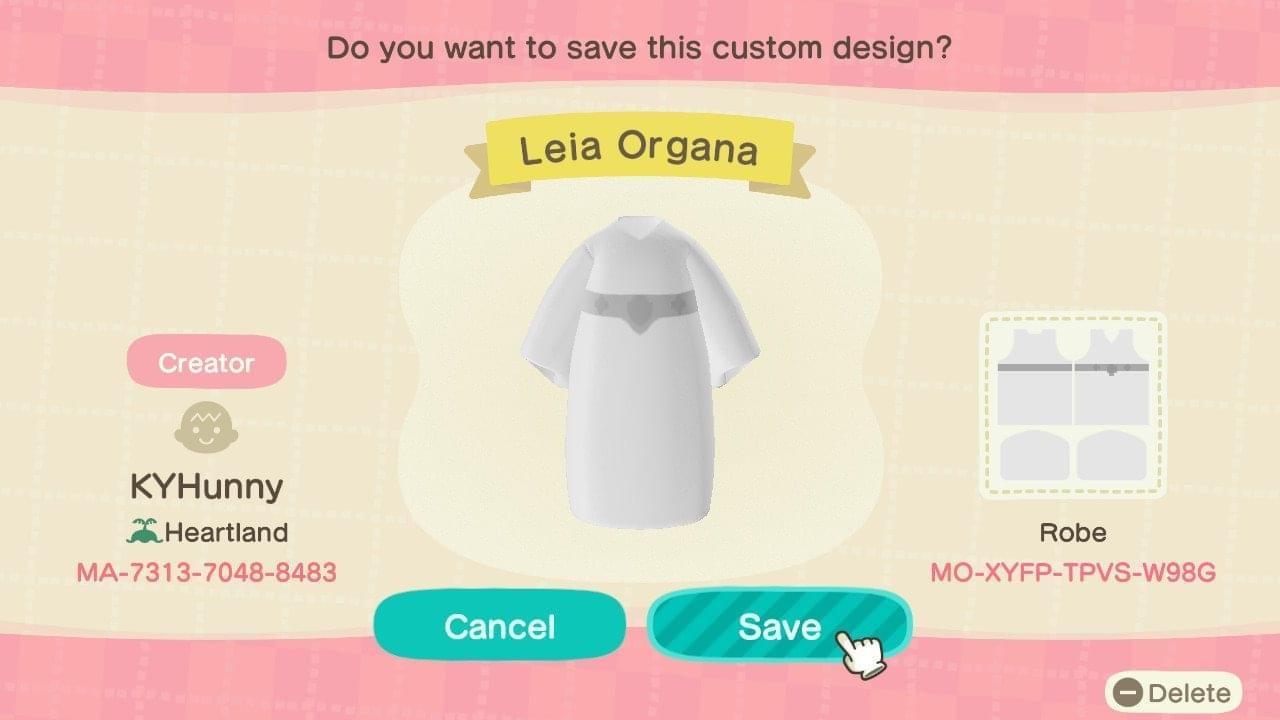 Do you want to save this custom design?
Leia Organa
Creator
KYHunny
Heartland
MA-7313-7048-8483
Robe
MO-XYFP-TPVS-W98G
Cancel
Save
Delete